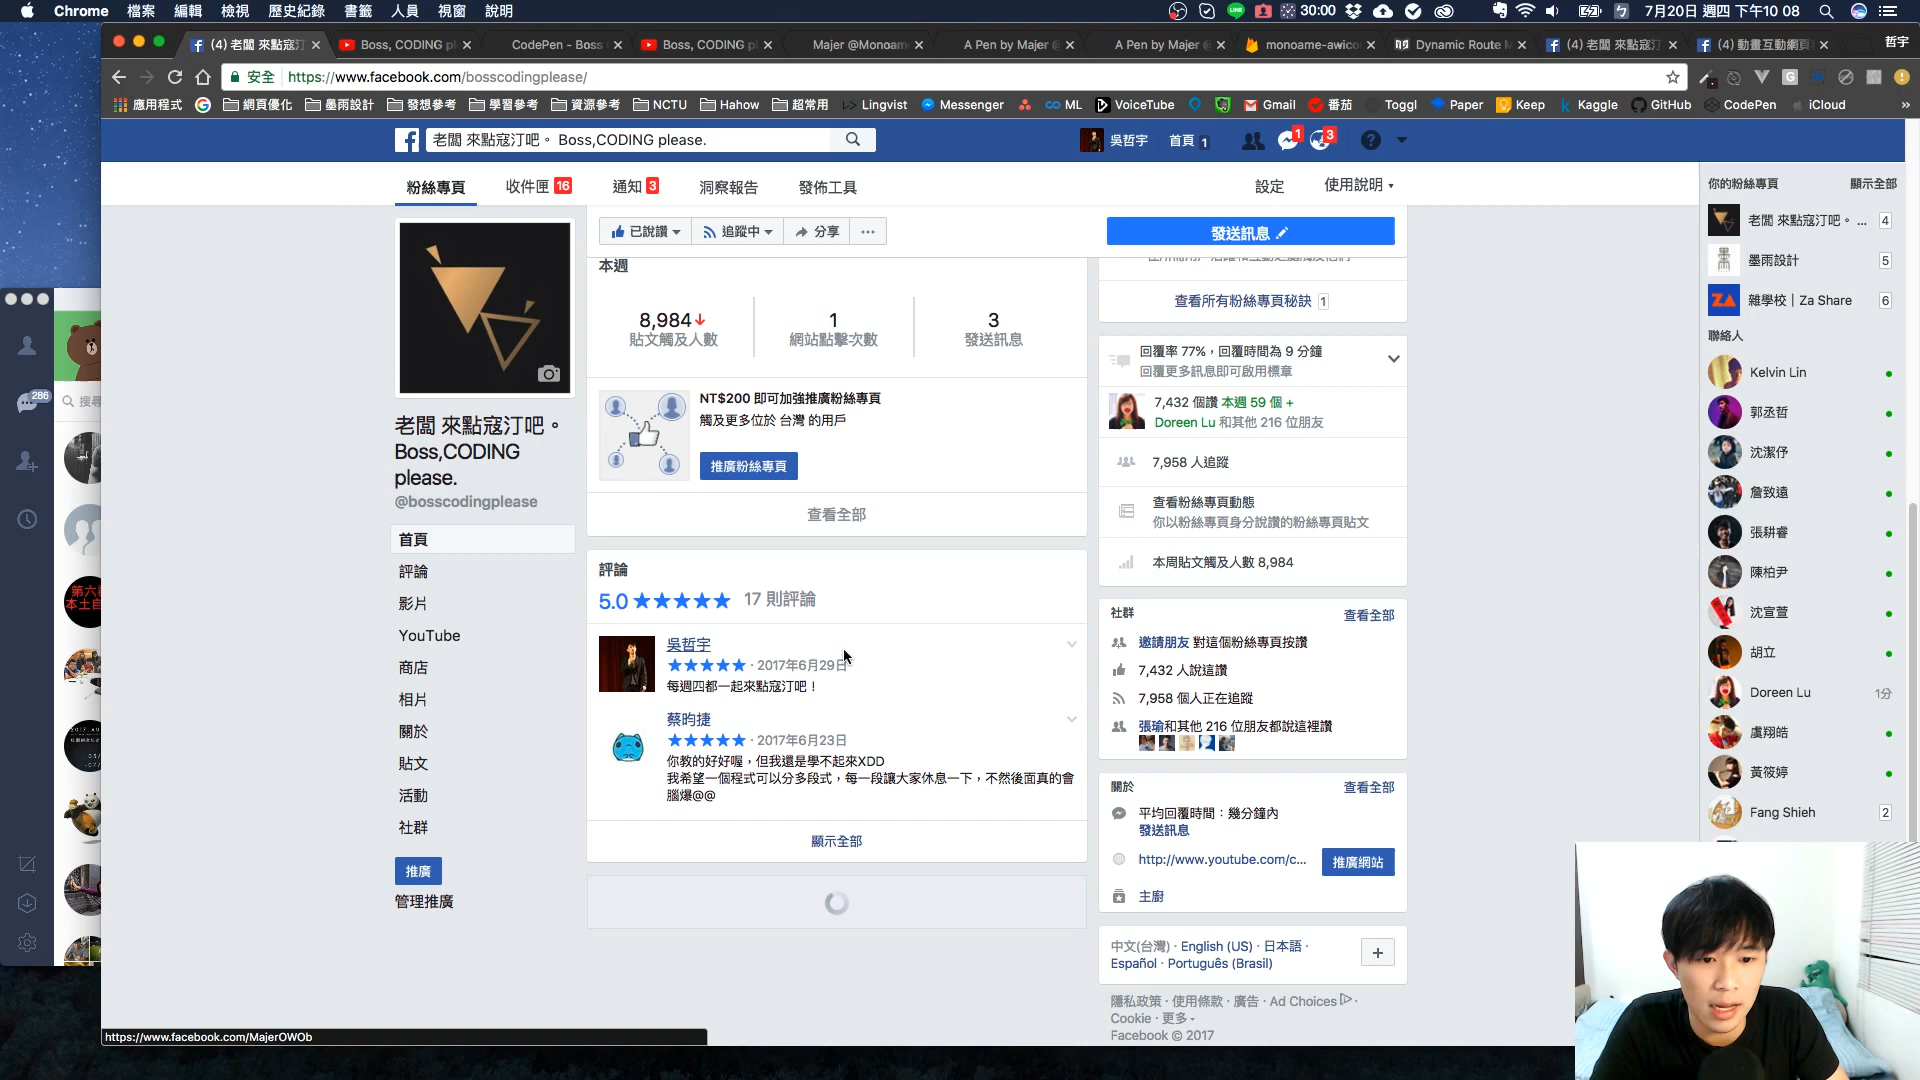 Chrome 檔案 編輯 檢視 歷史紀錄 書籤 人員 視窗 說明 30:00 7月20日 週四 下午10 08
(4) 老闆 來點寇汀 Boss, CODING pl CodePen - Boss Boss, CODING pl Majer @Monoam A Pen by Majer A Pen by Majer monoame-awico Dynamic Route M (4) 老闆 來點寇汀 (4) 動畫互動網頁 哲宇
安全 https://www.facebook.com/bosscodingplease/
應用程式 網頁優化 墨雨設計 發想參考 學習參考 資源參考 NCTU Hahow 超常用 Lingvist Messenger ML VoiceTube Gmail 番茄 Toggl Paper Keep Kaggle GitHub CodePen iCloud »
老闆 來點寇汀吧。 Boss,CODING please. 吳哲宇 首頁 1 1 3
粉絲專頁 收件匣 16 通知 3 洞察報告 發佈工具 設定 使用說明
已說讚 追蹤中 分享 發送訊息
本週
8,984 1 3
貼文觸及人數 網站點擊次數 發送訊息
NT$200 即可加強推廣粉絲專頁
觸及更多位於 台灣 的用戶
推廣粉絲專頁
查看全部
老闆 來點寇汀吧。
Boss,CODING
please.
@bosscodingplease
首頁
評論
影片
YouTube
商店
相片
關於
貼文
活動
社群
推廣
管理推廣
評論
5.0 17 則評論
吳哲宇
· 2017年6月29日
每週四都一起來點寇汀吧！
蔡昀捷
· 2017年6月23日
你教的好好喔，但我還是學不起來XDD
我希望一個程式可以分多段式，每一段讓大家休息一下，不然後面真的會
腦爆@@
顯示全部
查看所有粉絲專頁秘訣 1
回覆率 77%，回覆時間為 9 分鐘
回覆更多訊息即可啟用標章
7,432 個讚 本週 59 個 +
Doreen Lu 和其他 216 位朋友
7,958 人追蹤
查看粉絲專頁動態
你以粉絲專頁身分說讚的粉絲專頁貼文
本周貼文觸及人數 8,984
社群 查看全部
邀請朋友 對這個粉絲專頁按讚
7,432 人說這讚
7,958 個人正在追蹤
張瑜和其他 216 位朋友都說這裡讚
關於 查看全部
平均回覆時間：幾分鐘內
發送訊息
http://www.youtube.com/c... 推廣網站
主廚
中文(台灣) · English (US) · 日本語 ·
Español · Português (Brasil)
隱私政策 · 使用條款 · 廣告 · Ad Choices ·
Cookie · 更多
Facebook © 2017
你的粉絲專頁 顯示全部
老闆 來點寇汀吧。 ... 4
墨雨設計 5
ZA 雜學校｜Za Share 6
聯絡人
Kelvin Lin
郭丞哲
沈潔伃
詹致遠
張耕睿
陳柏尹
沈宣萱
胡立
Doreen Lu 1分
盧翔皓
黃筱婷
Fang Shieh 2
286
搜尋
https://www.facebook.com/MajerOWOb